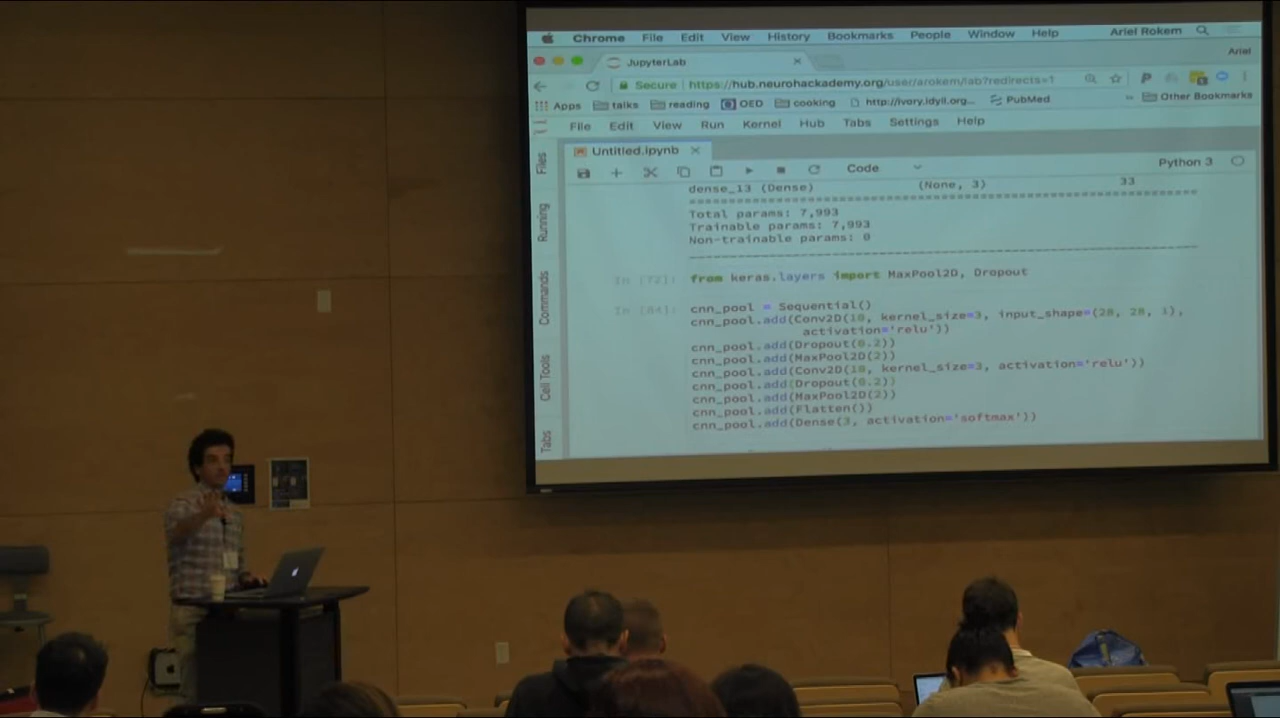 Chrome File Edit View History Bookmarks People Window Help Ariel Rokem
JupyterLab Ariel
Secure https://hub.neurohackademy.org/user/arokem/lab?redirects=1
Apps talks reading OED cooking http://ivory.idyll.org... PubMed Other Bookmarks
File Edit View Run Kernel Hub Tabs Settings Help
Files
Running
Commands
Cell Tools
Tabs
Untitled.ipynb
Code Python 3
dense_13 (Dense) (None, 3) 33
Total params: 7,993
Trainable params: 7,993
Non-trainable params: 0
In [72]: from keras.layers import MaxPool2D, Dropout
In [84]: cnn_pool = Sequential()
cnn_pool.add(Conv2D(10, kernel_size=3, input_shape=(28, 28, 1),
activation='relu'))
cnn_pool.add(Dropout(0.2))
cnn_pool.add(MaxPool2D(2))
cnn_pool.add(Conv2D(10, kernel_size=3, activation='relu'))
cnn_pool.add(Dropout(0.2))
cnn_pool.add(MaxPool2D(2))
cnn_pool.add(Flatten())
cnn_pool.add(Dense(3, activation='softmax'))